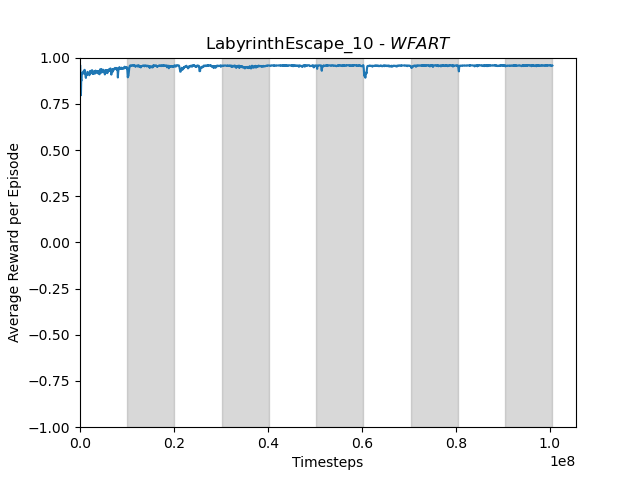 LabyrinthEscape_10 - WFART
Average Reward per Episode
1.00
0.75
0.50
0.25
0.00
−0.25
−0.50
−0.75
−1.00
0.0 0.2 0.4 0.6 0.8 1.0
1e8
Timesteps